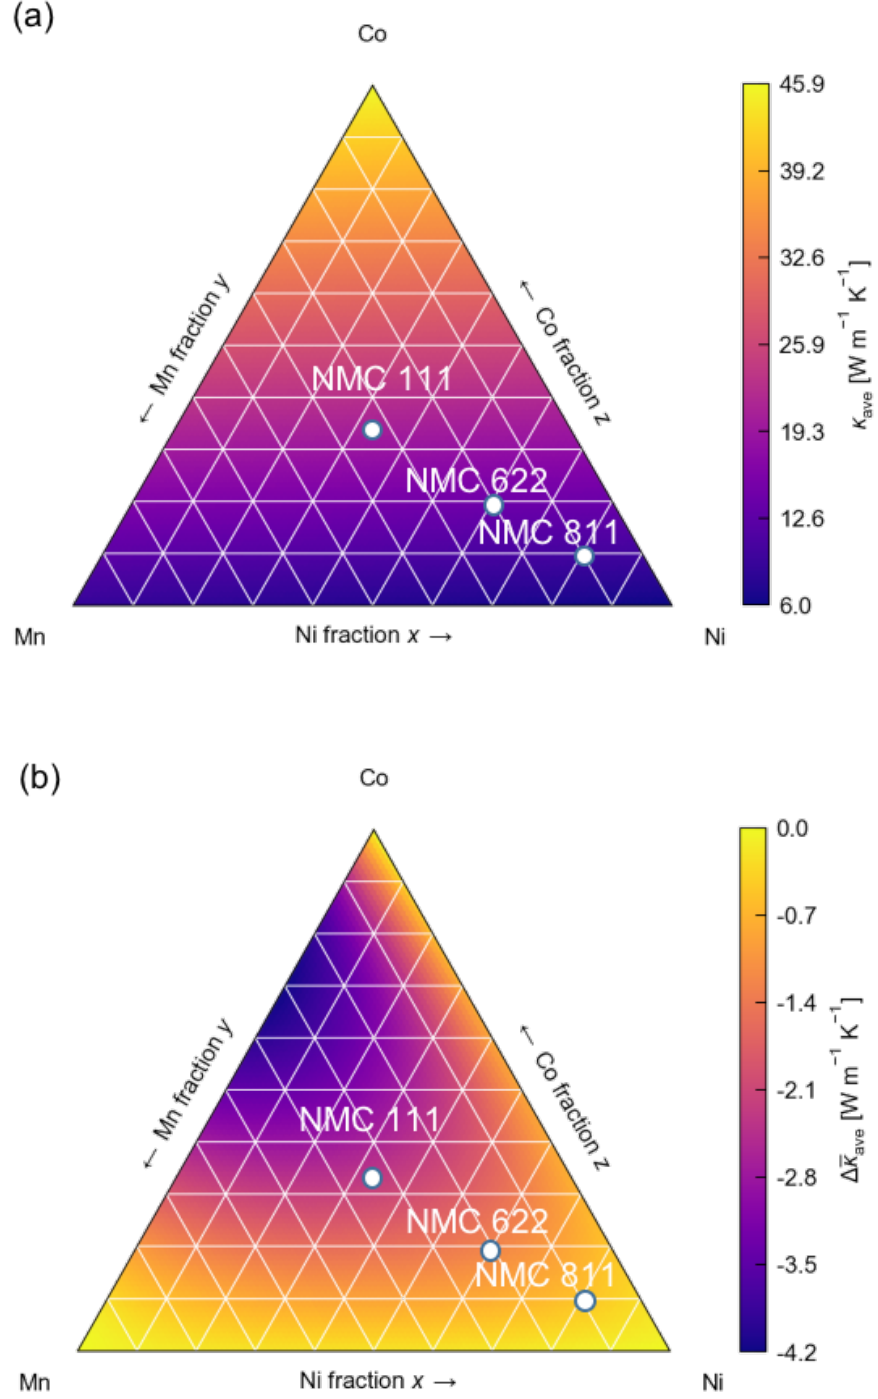 (a)
Co
45.9
39.2
32.6
25.9
19.3
12.6
6.0
κave [W m−1 K−1]
← Mn fraction y
← Co fraction z
NMC 111
NMC 622
NMC 811
Mn
Ni fraction x →
Ni
(b)
Co
0.0
-0.7
-1.4
-2.1
-2.8
-3.5
-4.2
Δκ̅ave [W m−1 K−1]
← Mn fraction y
← Co fraction z
NMC 111
NMC 622
NMC 811
Mn
Ni fraction x →
Ni